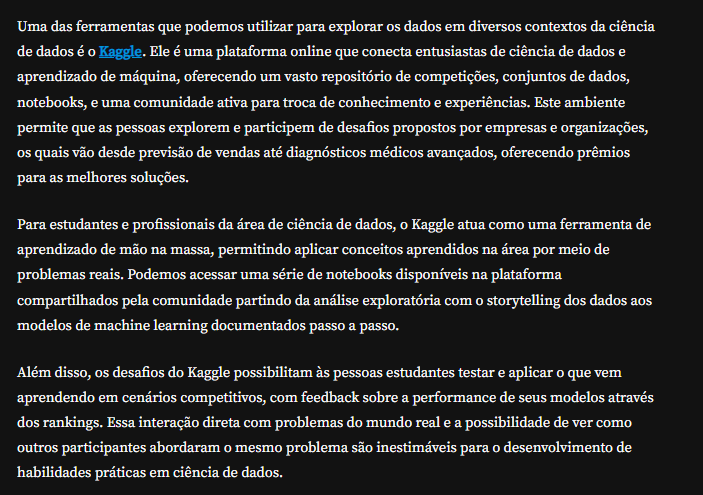 Uma das ferramentas que podemos utilizar para explorar os dados em diversos contextos da ciência
de dados é o Kaggle. Ele é uma plataforma online que conecta entusiastas de ciência de dados e
aprendizado de máquina, oferecendo um vasto repositório de competições, conjuntos de dados,
notebooks, e uma comunidade ativa para troca de conhecimento e experiências. Este ambiente
permite que as pessoas explorem e participem de desafios propostos por empresas e organizações,
os quais vão desde previsão de vendas até diagnósticos médicos avançados, oferecendo prêmios
para as melhores soluções.
Para estudantes e profissionais da área de ciência de dados, o Kaggle atua como uma ferramenta de
aprendizado de mão na massa, permitindo aplicar conceitos aprendidos na área por meio de
problemas reais. Podemos acessar uma série de notebooks disponíveis na plataforma
compartilhados pela comunidade partindo da análise exploratória com o storytelling dos dados aos
modelos de machine learning documentados passo a passo.
Além disso, os desafios do Kaggle possibilitam às pessoas estudantes testar e aplicar o que vem
aprendendo em cenários competitivos, com feedback sobre a performance de seus modelos através
dos rankings. Essa interação direta com problemas do mundo real e a possibilidade de ver como
outros participantes abordaram o mesmo problema são inestimáveis para o desenvolvimento de
habilidades práticas em ciência de dados.